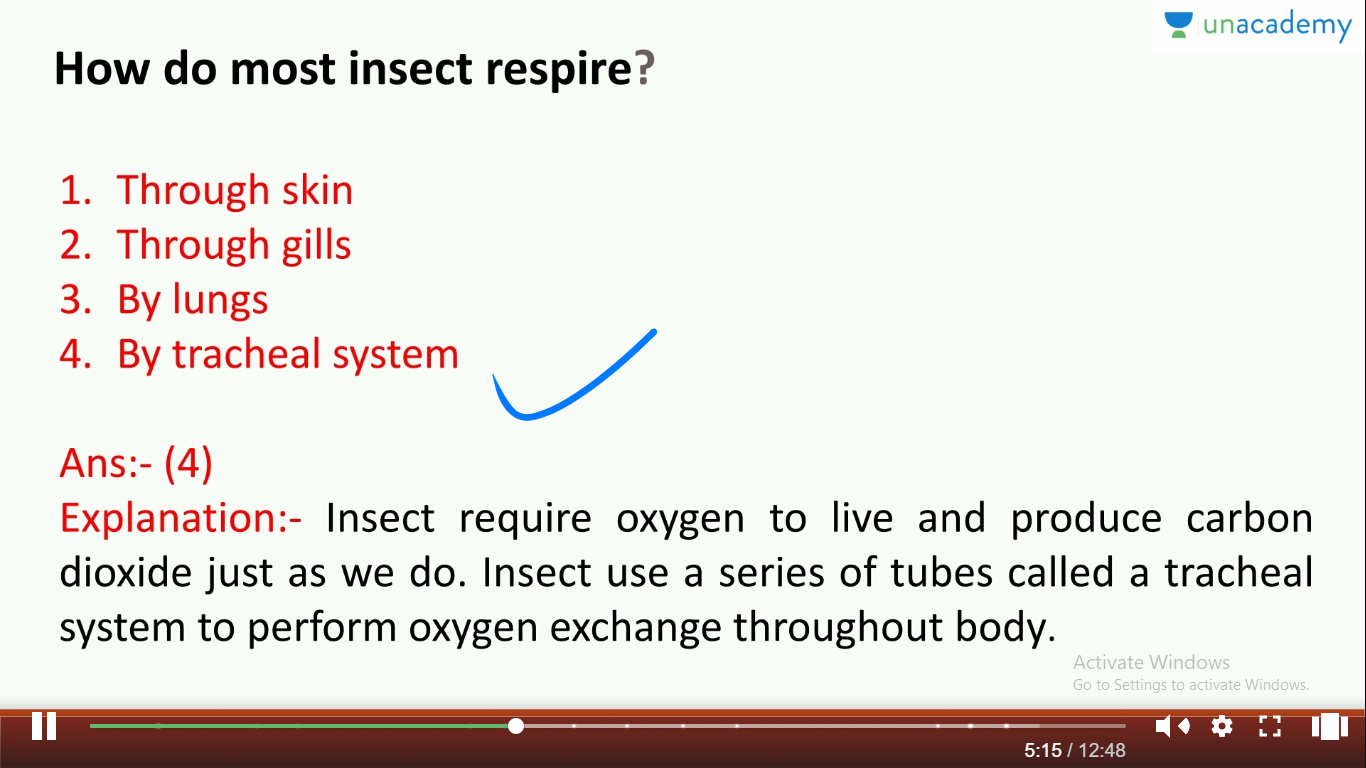 unacademy
How do most insect respire?
1. Through skin
2. Through gills
3. By lungs
4. By tracheal system
Ans:- (4)
Explanation:- Insect require oxygen to live and produce carbon
dioxide just as we do. Insect use a series of tubes called a tracheal
system to perform oxygen exchange throughout body.
Activate Windows
Go to Settings to activate Windows.
5:15 / 12:48